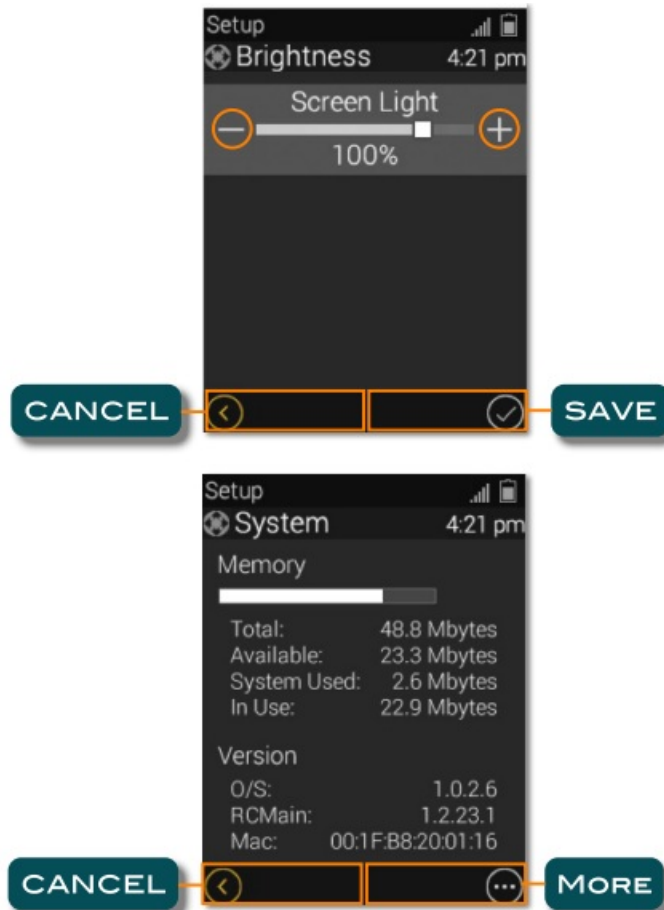 Setup
Brightness 4:21 pm
Screen Light
100%
CANCEL SAVE
Setup
System 4:21 pm
Memory
Total: 48.8 Mbytes
Available: 23.3 Mbytes
System Used: 2.6 Mbytes
In Use: 22.9 Mbytes
Version
O/S: 1.0.2.6
RCMain: 1.2.23.1
Mac: 00:1F:B8:20:01:16
CANCEL MORE